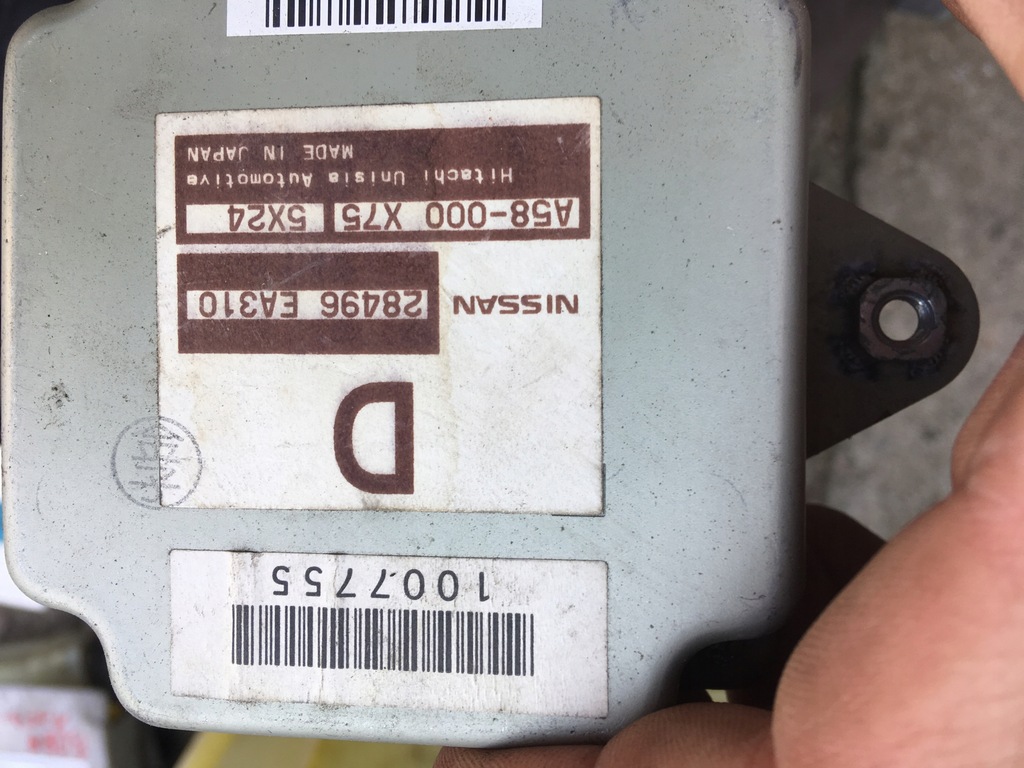 1007755
D
NISSAN 28496 EA310
A58-000 X75 5X24
Hitachi Unisia Automotive
MADE IN JAPAN